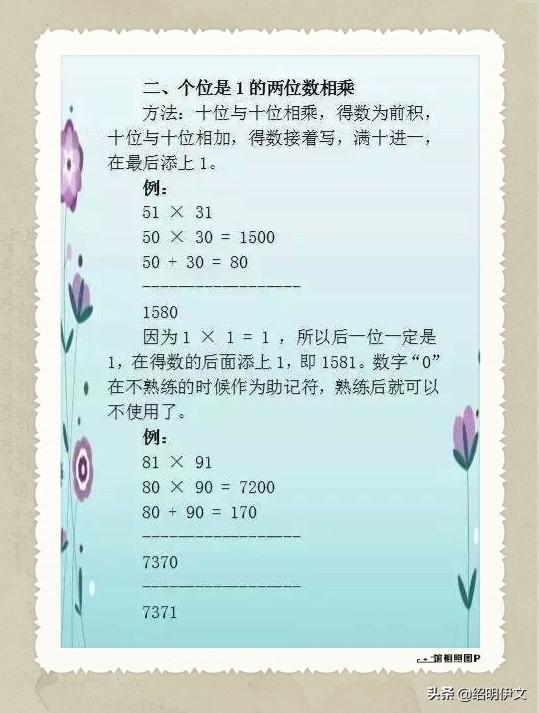 二、个位是1的两位数相乘
方法：十位与十位相乘，得数为前积，
十位与十位相加，得数接着写，满十进一，
在最后添上1。
例：
51 × 31
50 × 30 = 1500
50 + 30 = 80
------------------
1580
因为1 × 1 = 1 ，所以后一位一定是
1，在得数的后面添上1，即1581。数字“0”
在不熟练的时候作为助记符，熟练后就可以
不使用了。
例：
81 × 91
80 × 90 = 7200
80 + 90 = 170
------------------
7370
------------------
7371
头条 @绍明伊文